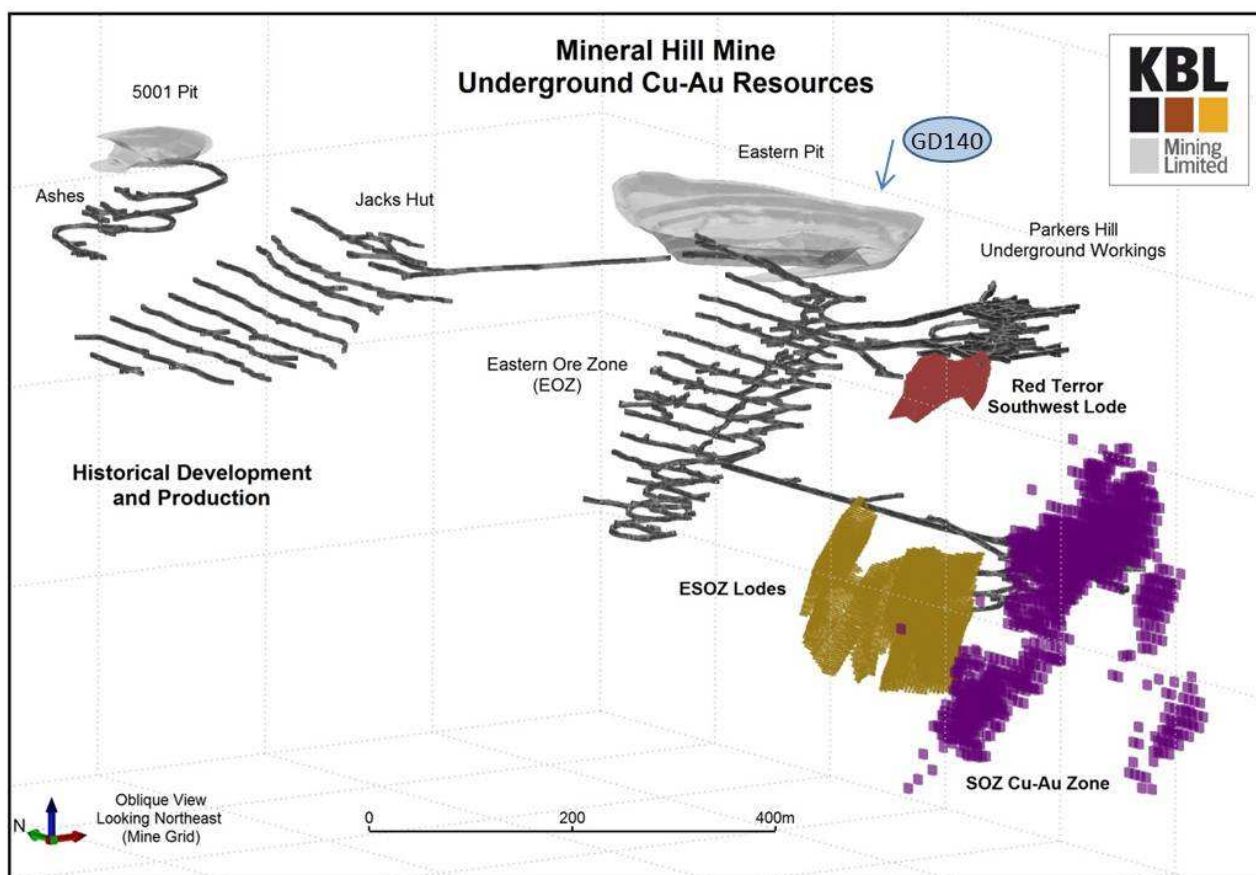 Mineral Hill Mine
Underground Cu-Au Resources
KBL
Mining
Limited
5001 Pit
GD140
Eastern Pit
Ashes
Jacks Hut
Parkers Hill
Underground Workings
Eastern Ore Zone
(EOZ)
Red Terror
Southwest Lode
Historical Development
and Production
ESOZ Lodes
SOZ Cu-Au Zone
N
Oblique View
Looking Northeast
(Mine Grid)
0
200
400m